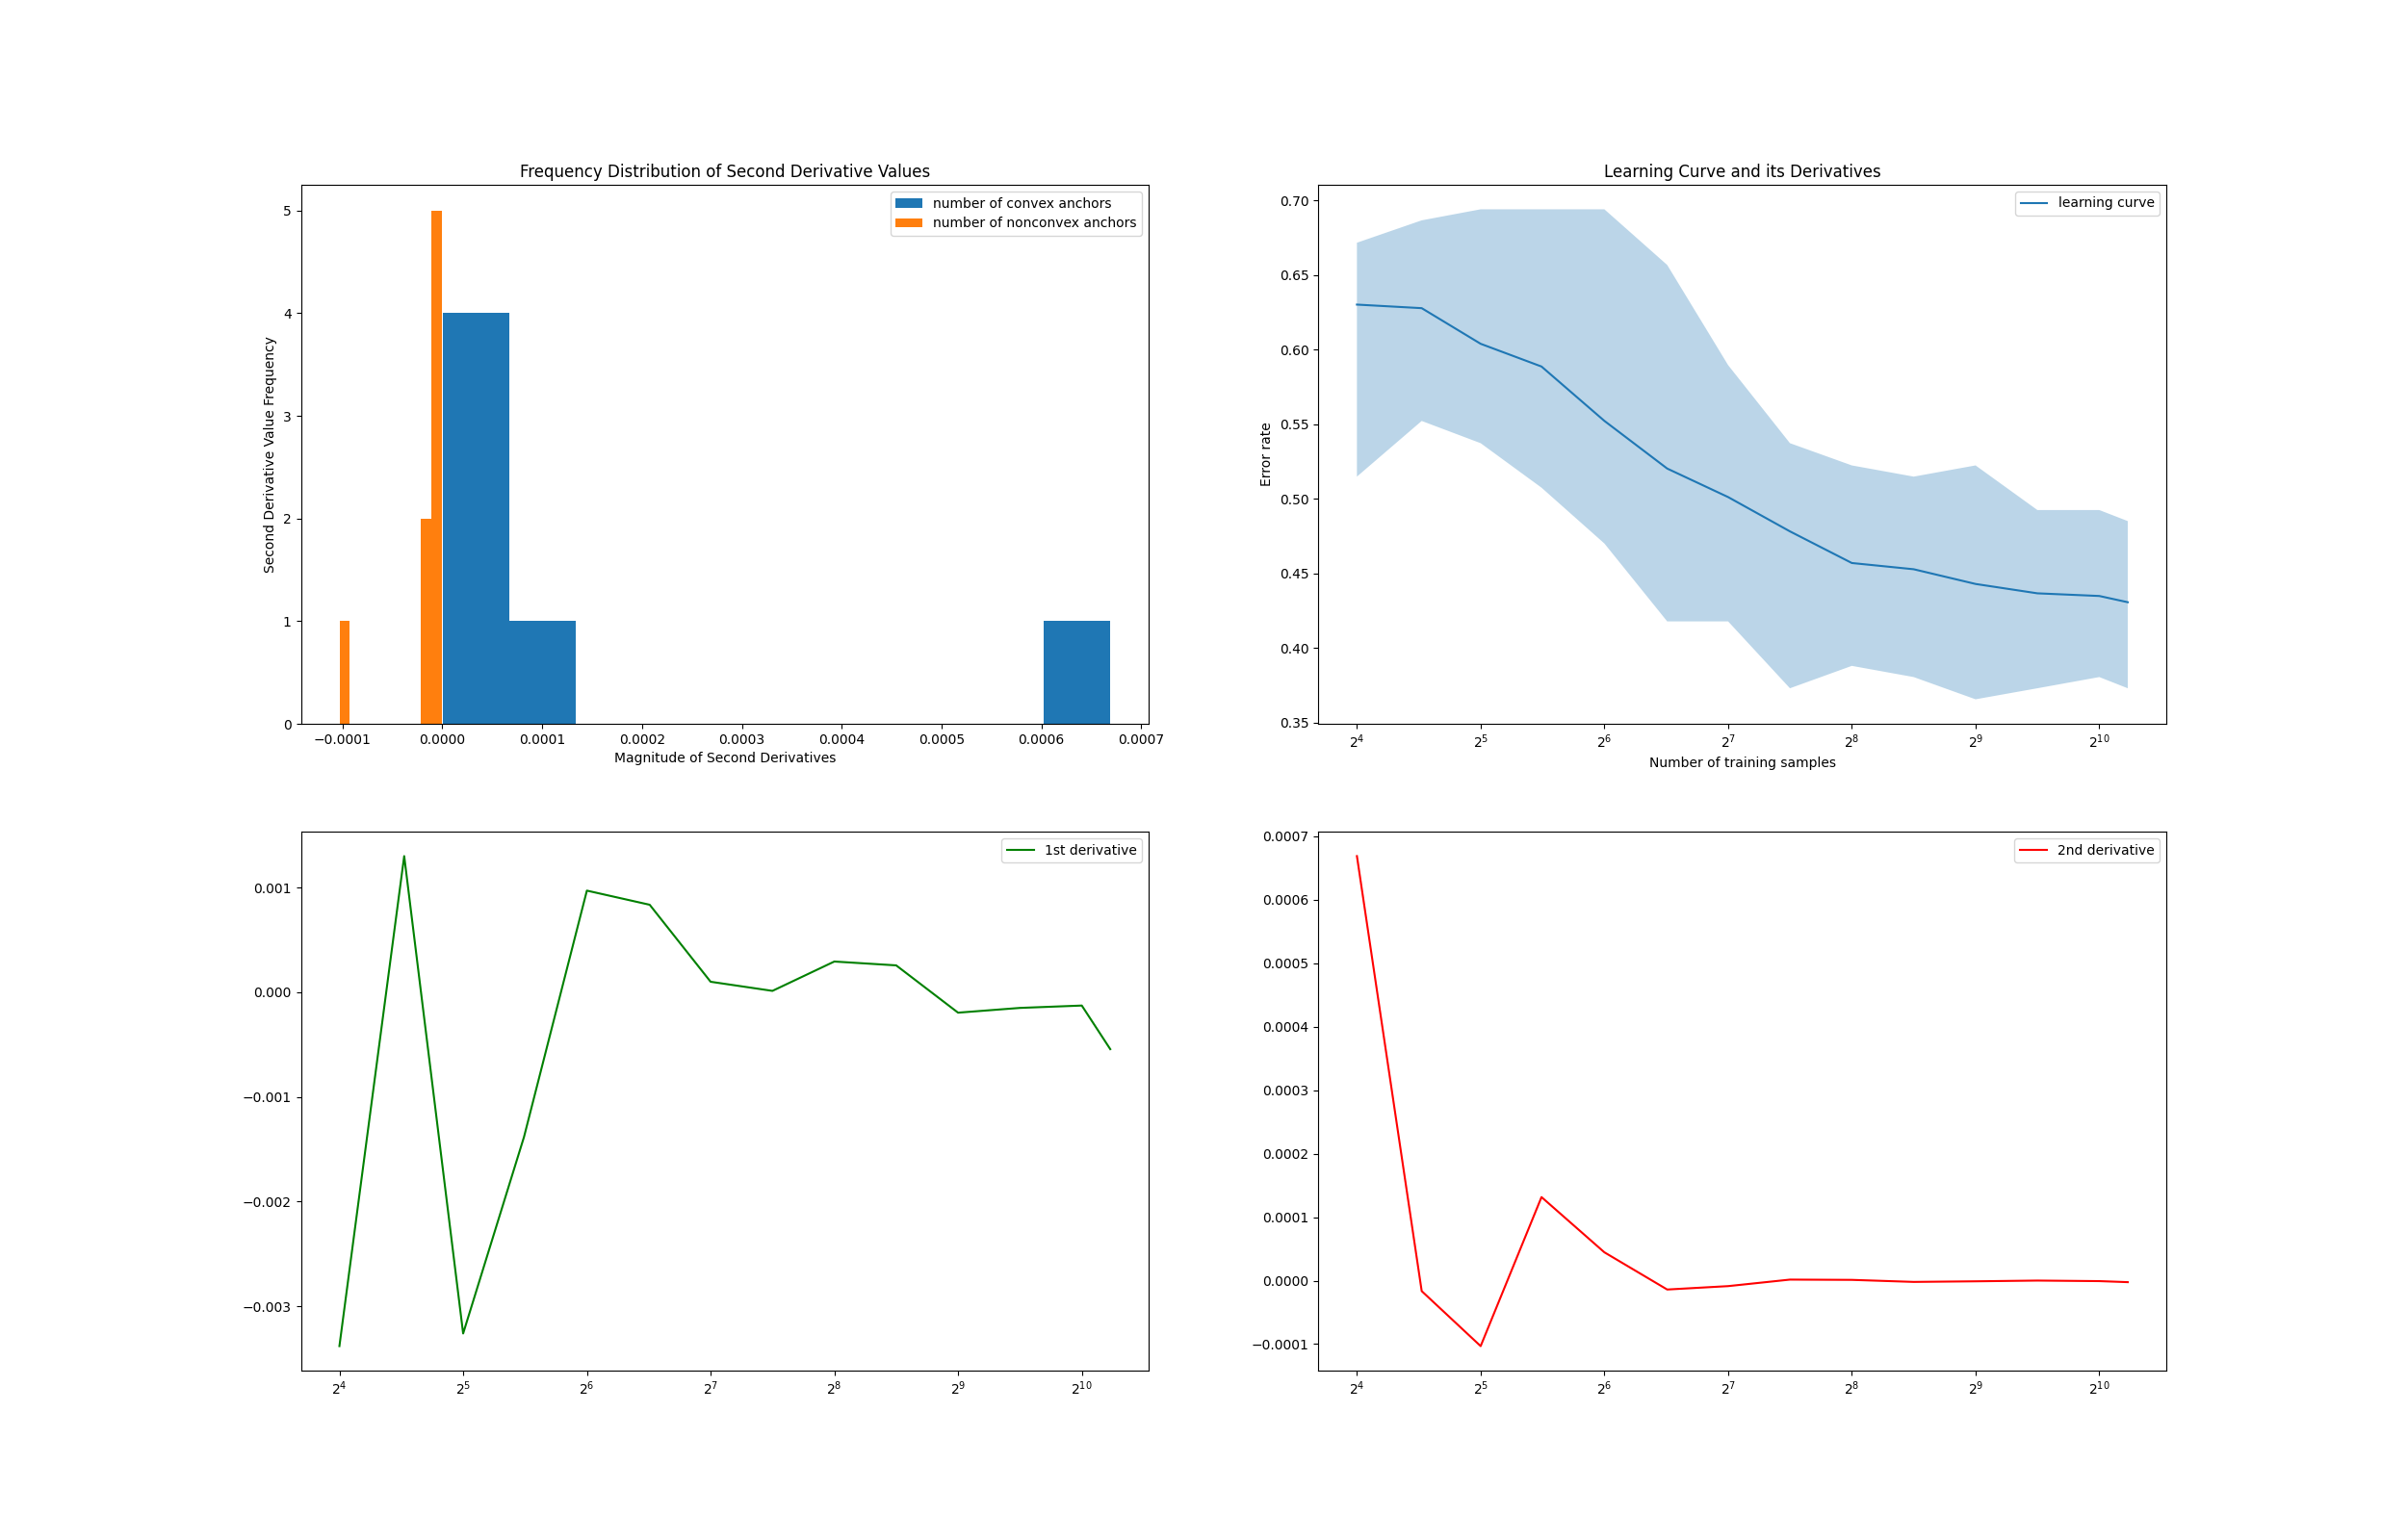 Frequency Distribution of Second Derivative Values
number of convex anchors
number of nonconvex anchors
Second Derivative Value Frequency
5
4
3
2
1
0
−0.0001 0.0000 0.0001 0.0002 0.0003 0.0004 0.0005 0.0006 0.0007
Magnitude of Second Derivatives
Learning Curve and its Derivatives
learning curve
Error rate
0.70
0.65
0.60
0.55
0.50
0.45
0.40
0.35
2⁴ 2⁵ 2⁶ 2⁷ 2⁸ 2⁹ 2¹⁰
Number of training samples
1st derivative
0.001
0.000
−0.001
−0.002
−0.003
2⁴ 2⁵ 2⁶ 2⁷ 2⁸ 2⁹ 2¹⁰
2nd derivative
0.0007
0.0006
0.0005
0.0004
0.0003
0.0002
0.0001
0.0000
−0.0001
2⁴ 2⁵ 2⁶ 2⁷ 2⁸ 2⁹ 2¹⁰